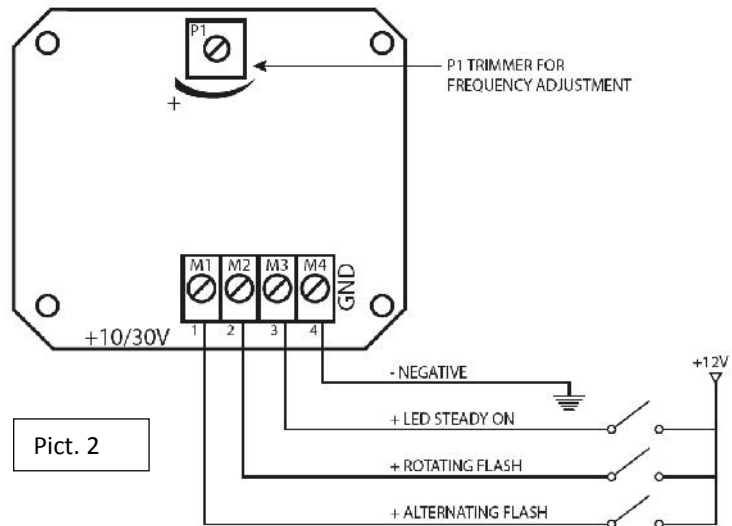 P1
P1 TRIMMER FOR
FREQUENCY ADJUSTMENT
+
M1 M2 M3 M4
GND
+10/30V
1 2 3 4
- NEGATIVE
+12V
+ LED STEADY ON
Pict. 2
+ ROTATING FLASH
+ ALTERNATING FLASH